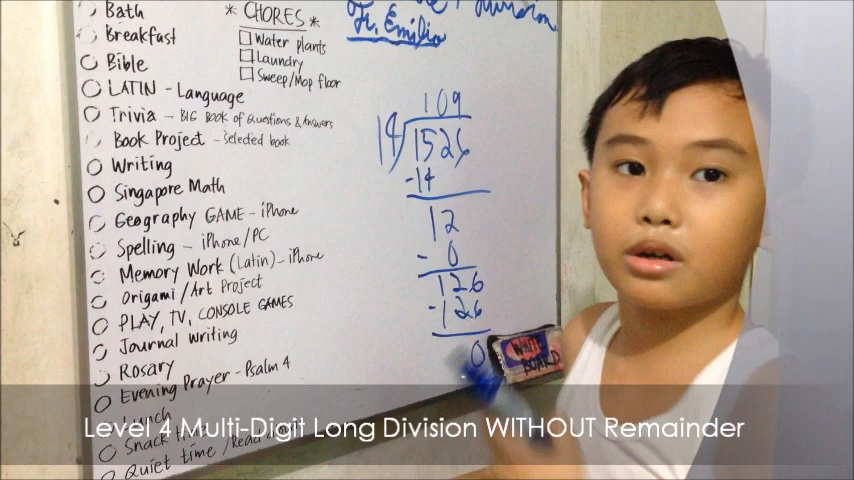 Bath
Breakfast
Bible
LATIN - Language
Trivia - BIG BOOK of Questions & Answers
Book Project - Selected book
Writing
Singapore Math
Geography GAME - iPhone
Spelling - iPhone/PC
Memory Work (Latin) - iPhone
Origami/Art Project
PLAY, TV, CONSOLE GAMES
Journal Writing
Rosary
Evening Prayer - Psalm 4
Lunch
Snack time
Quiet time /Read
* CHORES *
Water plants
Laundry
Sweep/Mop floor
Division
Fr. Emilio
109
14 1526
-14
12
- 0
126
-126
0
WHITE
BOARD
Level 4 Multi-Digit Long Division WITHOUT Remainder